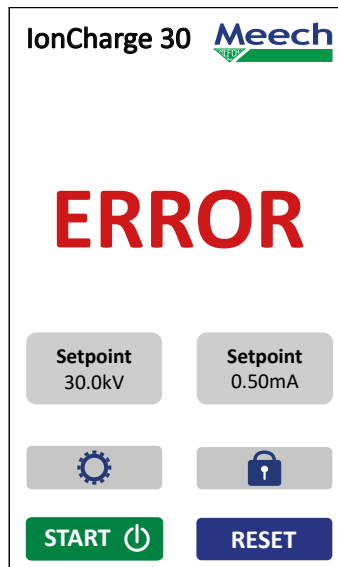 IonCharge 30 Meech
ERROR
Setpoint Setpoint
30.0kV 0.50mA
START RESET